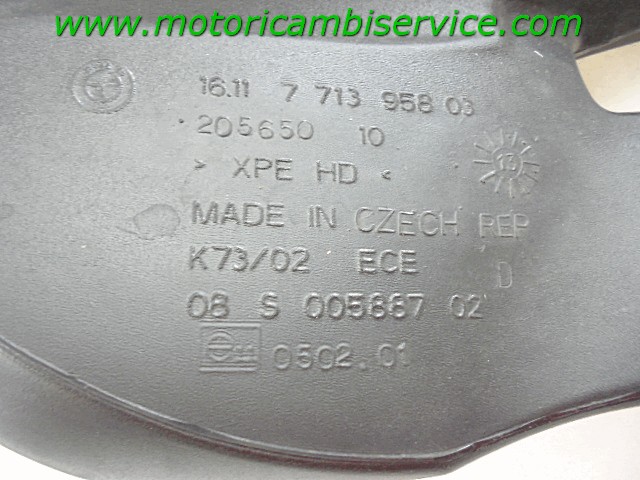 www.motoricambiservice.com
16.11 7 713 958 03
205650 10
> XPE HD <
13
MADE IN CZECH REP
K73/02 ECE D
08 S 005887 02
0502.01